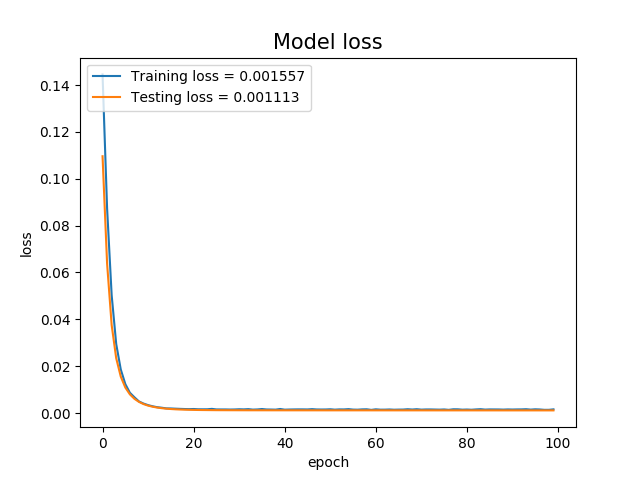 Model loss
Training loss = 0.001557
Testing loss = 0.001113
0.14
0.12
0.10
0.08
0.06
0.04
0.02
0.00
loss
0 20 40 60 80 100
epoch